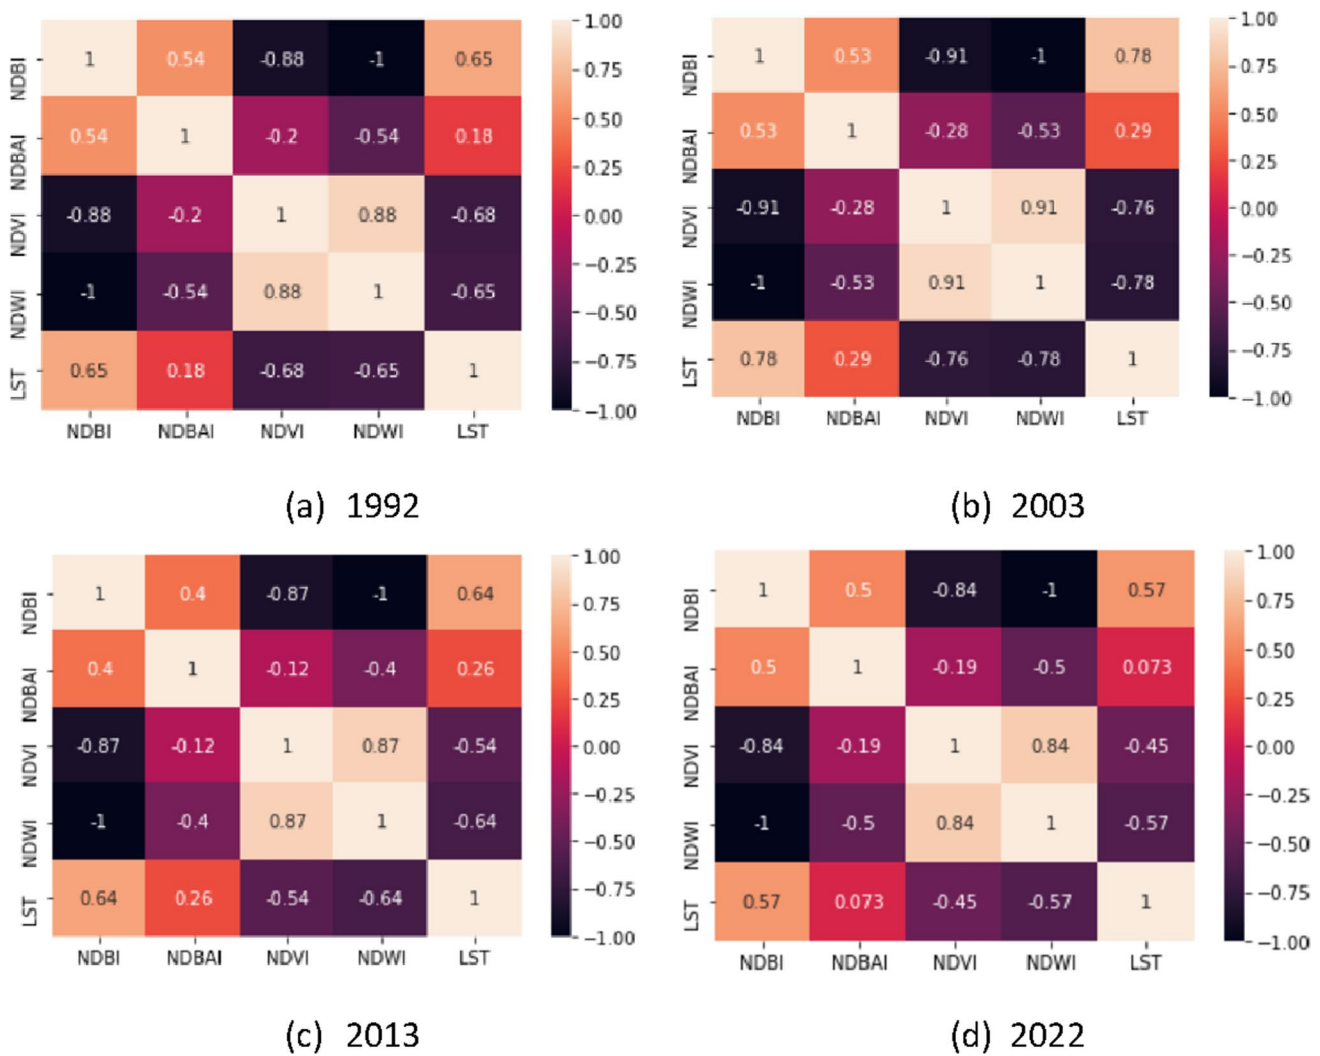 NDBI 1 0.54 -0.88 -1 0.65
NDBAI 0.54 1 -0.2 -0.54 0.18
NDVI -0.88 -0.2 1 0.88 -0.68
NDWI -1 -0.54 0.88 1 -0.65
LST 0.65 0.18 -0.68 -0.65 1
NDBI NDBAI NDVI NDWI LST
1.00
0.75
0.50
0.25
0.00
−0.25
−0.50
−0.75
−1.00
(a) 1992
NDBI 1 0.53 -0.91 -1 0.78
NDBAI 0.53 1 -0.28 -0.53 0.29
NDVI -0.91 -0.28 1 0.91 -0.76
NDWI -1 -0.53 0.91 1 -0.78
LST 0.78 0.29 -0.76 -0.78 1
NDBI NDBAI NDVI NDWI LST
1.00
0.75
0.50
0.25
0.00
−0.25
−0.50
−0.75
−1.00
(b) 2003
NDBI 1 0.4 -0.87 -1 0.64
NDBAI 0.4 1 -0.12 -0.4 0.26
NDVI -0.87 -0.12 1 0.87 -0.54
NDWI -1 -0.4 0.87 1 -0.64
LST 0.64 0.26 -0.54 -0.64 1
NDBI NDBAI NDVI NDWI LST
1.00
0.75
0.50
0.25
0.00
−0.25
−0.50
−0.75
−1.00
(c) 2013
NDBI 1 0.5 -0.84 -1 0.57
NDBAI 0.5 1 -0.19 -0.5 0.073
NDVI -0.84 -0.19 1 0.84 -0.45
NDWI -1 -0.5 0.84 1 -0.57
LST 0.57 0.073 -0.45 -0.57 1
NDBI NDBAI NDVI NDWI LST
1.00
0.75
0.50
0.25
0.00
−0.25
−0.50
−0.75
−1.00
(d) 2022